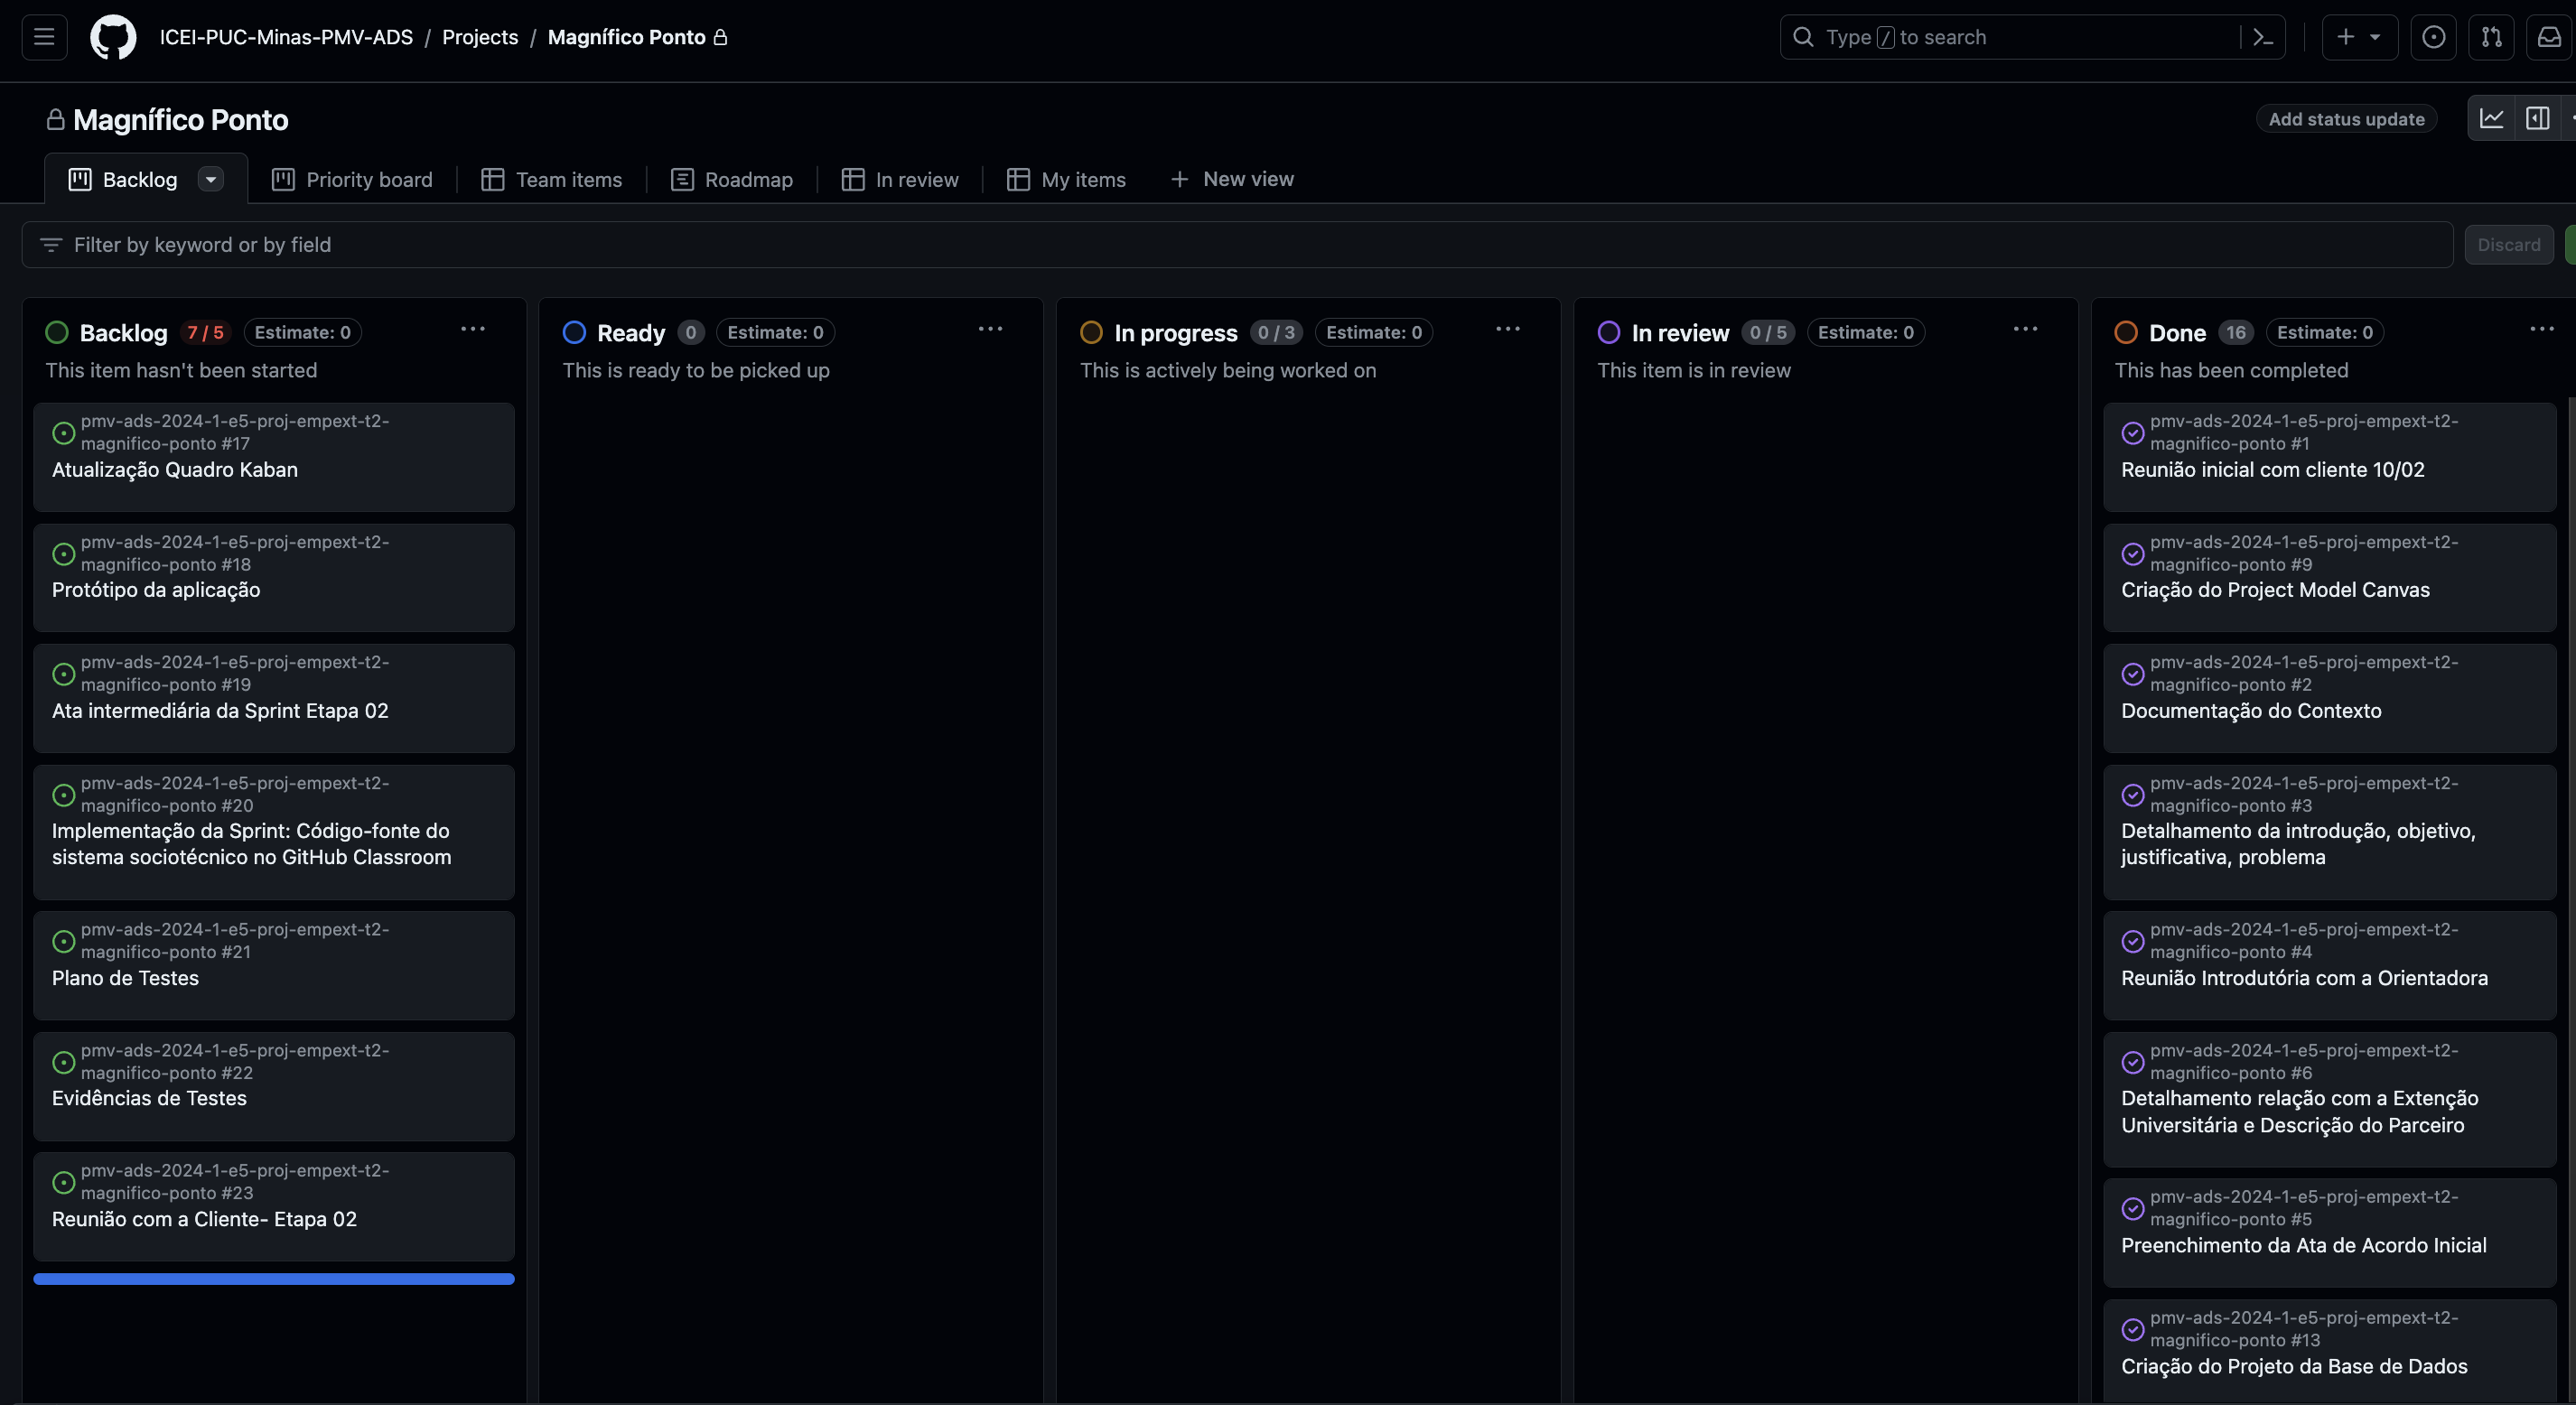 ICEI-PUC-Minas-PMV-ADS / Projects / Magnífico Ponto
Type / to search
Magnífico Ponto
Add status update
Backlog
Priority board
Team items
Roadmap
In review
My items
+ New view
Filter by keyword or by field
Discard
Backlog 7 / 5 Estimate: 0
This item hasn't been started
pmv-ads-2024-1-e5-proj-empext-t2-
magnifico-ponto #17
Atualização Quadro Kaban
pmv-ads-2024-1-e5-proj-empext-t2-
magnifico-ponto #18
Protótipo da aplicação
pmv-ads-2024-1-e5-proj-empext-t2-
magnifico-ponto #19
Ata intermediária da Sprint Etapa 02
pmv-ads-2024-1-e5-proj-empext-t2-
magnifico-ponto #20
Implementação da Sprint: Código-fonte do
sistema sociotécnico no GitHub Classroom
pmv-ads-2024-1-e5-proj-empext-t2-
magnifico-ponto #21
Plano de Testes
pmv-ads-2024-1-e5-proj-empext-t2-
magnifico-ponto #22
Evidências de Testes
pmv-ads-2024-1-e5-proj-empext-t2-
magnifico-ponto #23
Reunião com a Cliente- Etapa 02
Ready 0 Estimate: 0
This is ready to be picked up
In progress 0 / 3 Estimate: 0
This is actively being worked on
In review 0 / 5 Estimate: 0
This item is in review
Done 16 Estimate: 0
This has been completed
pmv-ads-2024-1-e5-proj-empext-t2-
magnifico-ponto #1
Reunião inicial com cliente 10/02
pmv-ads-2024-1-e5-proj-empext-t2-
magnifico-ponto #9
Criação do Project Model Canvas
pmv-ads-2024-1-e5-proj-empext-t2-
magnifico-ponto #2
Documentação do Contexto
pmv-ads-2024-1-e5-proj-empext-t2-
magnifico-ponto #3
Detalhamento da introdução, objetivo,
justificativa, problema
pmv-ads-2024-1-e5-proj-empext-t2-
magnifico-ponto #4
Reunião Introdutória com a Orientadora
pmv-ads-2024-1-e5-proj-empext-t2-
magnifico-ponto #6
Detalhamento relação com a Extenção
Universitária e Descrição do Parceiro
pmv-ads-2024-1-e5-proj-empext-t2-
magnifico-ponto #5
Preenchimento da Ata de Acordo Inicial
pmv-ads-2024-1-e5-proj-empext-t2-
magnifico-ponto #13
Criação do Projeto da Base de Dados